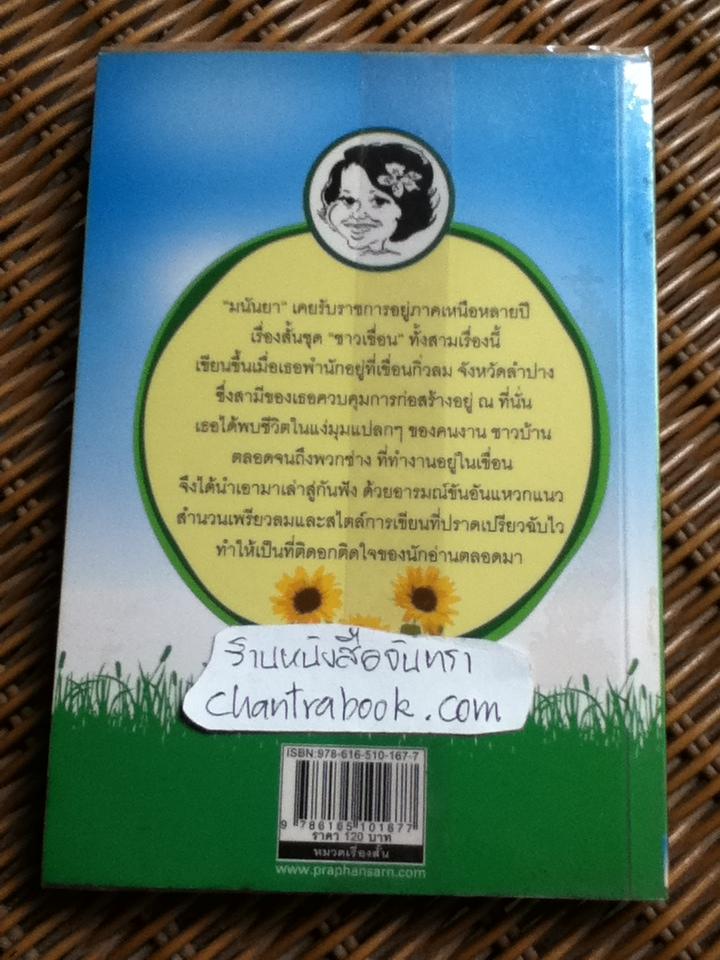 "มนันยา" เคยรับราชการอยู่ภาคเหนือหลายปี
เรื่องสั้นชุด "ชาวเขื่อน" ทั้งสามเรื่องนี้
เขียนขึ้นเมื่อเธอพำนักอยู่ที่เขื่อนกิ่วลม จังหวัดลำปาง
ซึ่งสามีของเธอควบคุมการก่อสร้างอยู่ ณ ที่นั่น
เธอได้พบชีวิตในแง่มุมแปลกๆ ของคนงาน ชาวบ้าน
ตลอดจนถึงพวกช่าง ที่ทำงานอยู่ในเขื่อน
จึงได้นำเอามาเล่าสู่กันฟัง ด้วยอารมณ์ขันอันแหวกแนว
สำนวนเพรียวลมและสไตล์การเขียนที่ปราดเปรียวฉับไว
ทำให้เป็นที่ติดอกติดใจของนักอ่านตลอดมา
ร้านหนังสือจันทรา
chantrabook.com
ISBN:978-616-510-167-7
9 786165 101677
ราคา 120 บาท
หมวดเรื่องสั้น
www.praphansarn.com